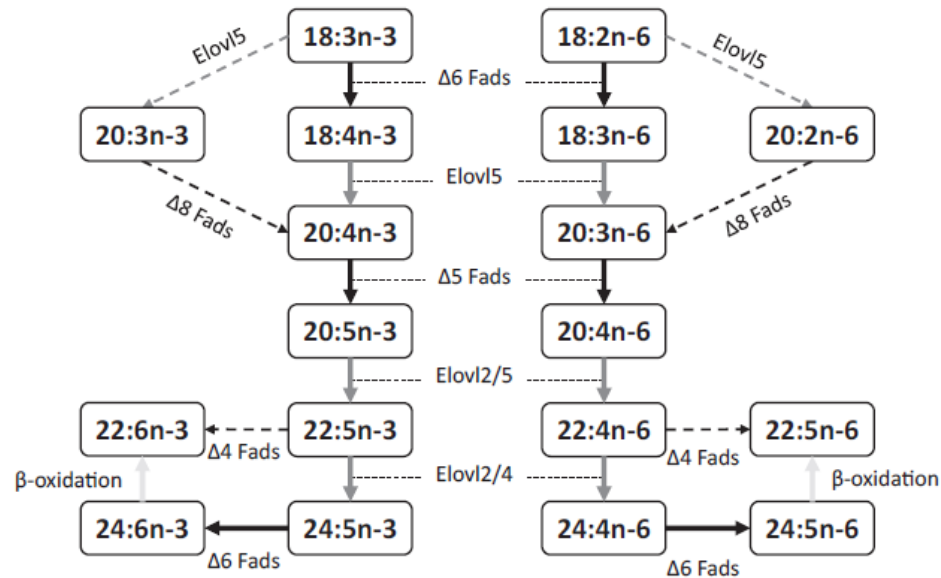 18:3n-3
18:2n-6
Elovl5
Elovl5
Δ6 Fads
20:3n-3
18:4n-3
18:3n-6
20:2n-6
Elovl5
Δ8 Fads
Δ8 Fads
20:4n-3
20:3n-6
Δ5 Fads
20:5n-3
20:4n-6
Elovl2/5
22:6n-3
22:5n-3
22:4n-6
22:5n-6
Δ4 Fads
Δ4 Fads
β-oxidation
Elovl2/4
β-oxidation
24:6n-3
24:5n-3
24:4n-6
24:5n-6
Δ6 Fads
Δ6 Fads